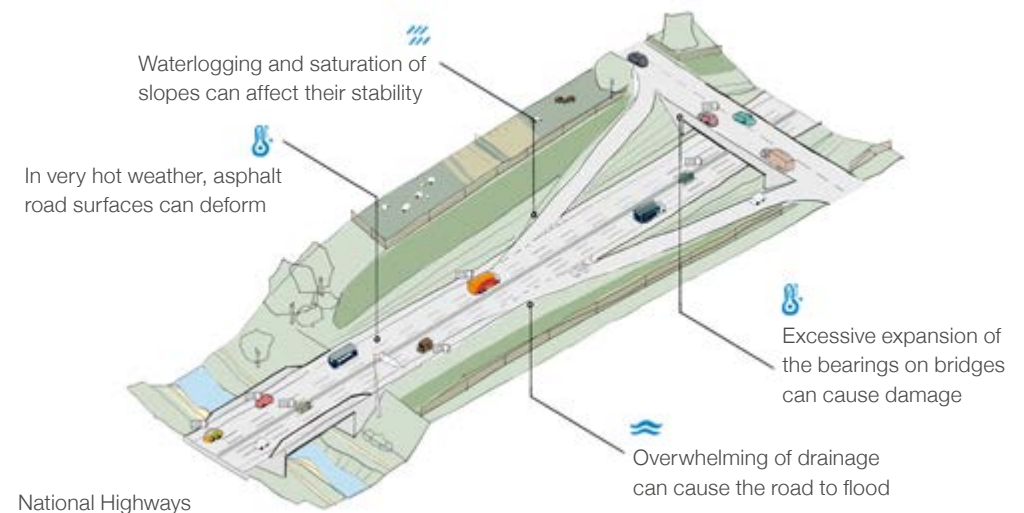 Waterlogging and saturation of
slopes can affect their stability
In very hot weather, asphalt
road surfaces can deform
Excessive expansion of
the bearings on bridges
can cause damage
Overwhelming of drainage
can cause the road to flood
National Highways